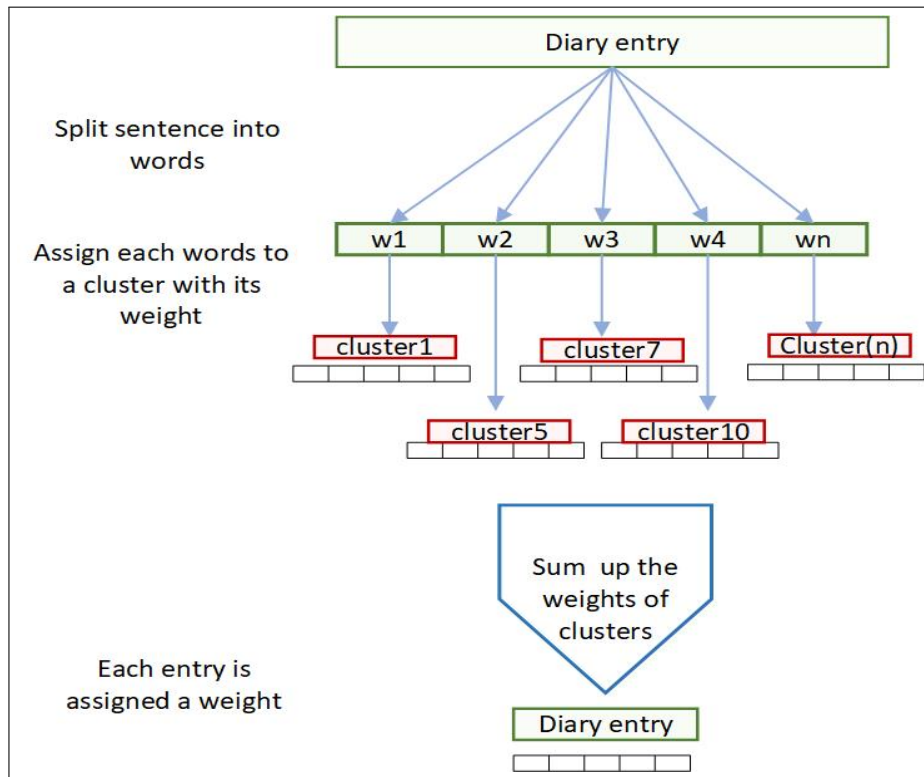 Diary entry
Split sentence into
words
w1 w2 w3 w4 wn
Assign each words to
a cluster with its
weight
cluster1 cluster7 Cluster(n)
cluster5 cluster10
Sum up the
weights of
clusters
Each entry is
assigned a weight
Diary entry